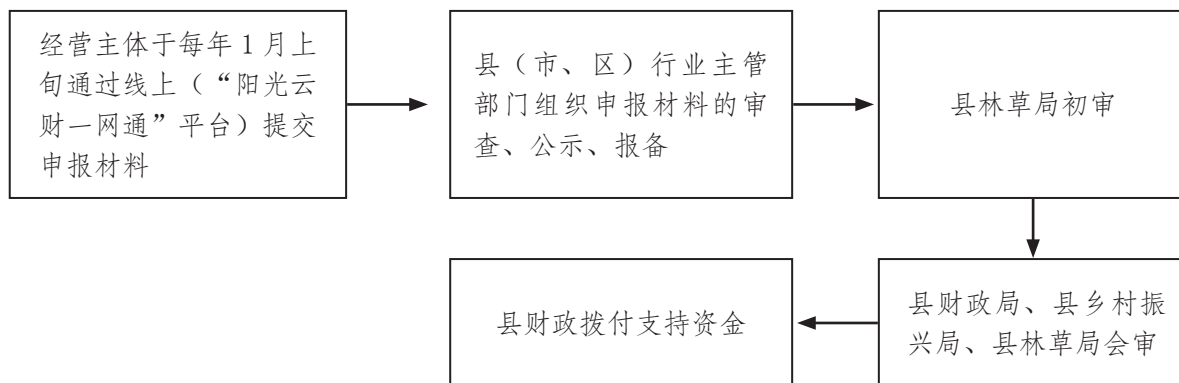 经营主体于每年1月上
旬通过线上（“阳光云
财—网通”平台）提交
申报材料
县（市、区）行业主管
部门组织申报材料的审
查、公示、报备
县林草局初审
县财政局、县乡村振
兴局、县林草局会审
县财政拨付支持资金